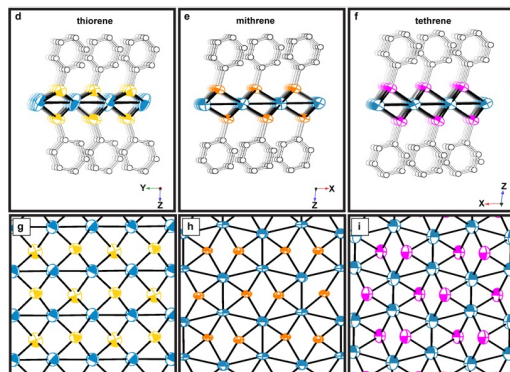 d thiorene
e mithrene
f tethrene
Y Z
X Z
X Z
g
h
i